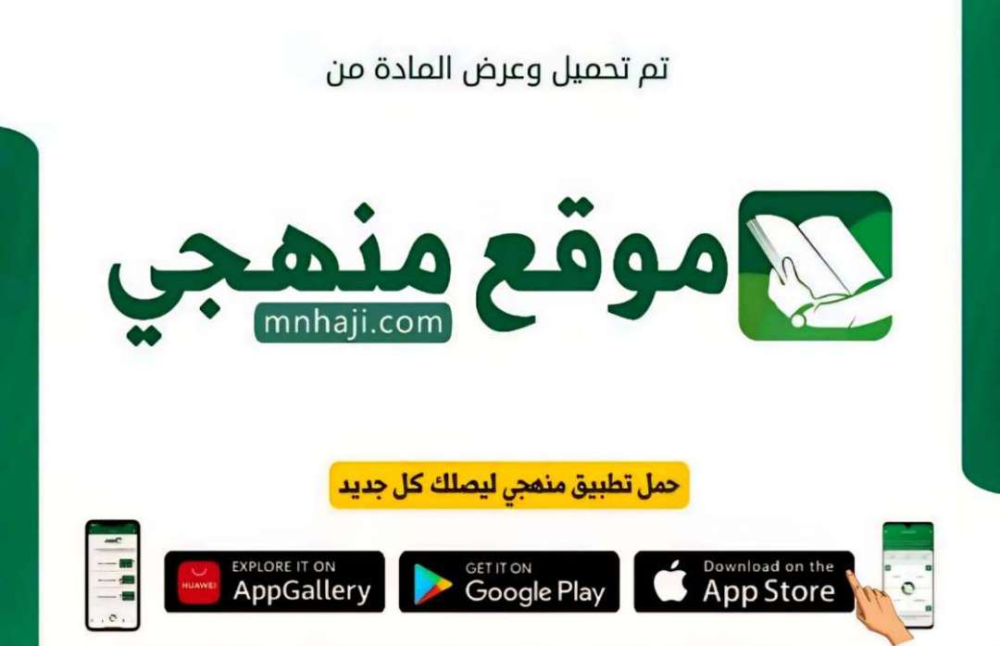 تم تحميل وعرض المادة من
موقع منهجي
mnhaji.com
حمل تطبيق منهجي ليصلك كل جديد
HUAWEI
EXPLORE IT ON
AppGallery
GET IT ON
Google Play
Download on the
App Store